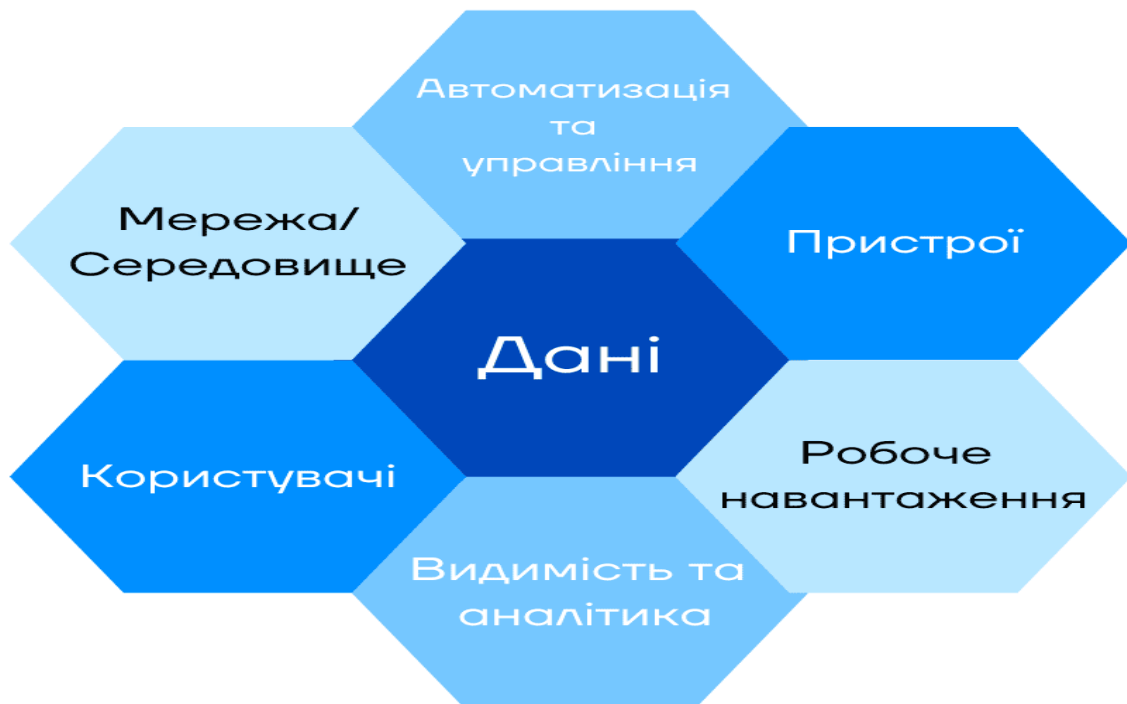 Автоматизація
та
управління
Мережа/
Середовище
Пристрої
Дані
Користувачі
Робоче
навантаження
Видимість та
аналітика